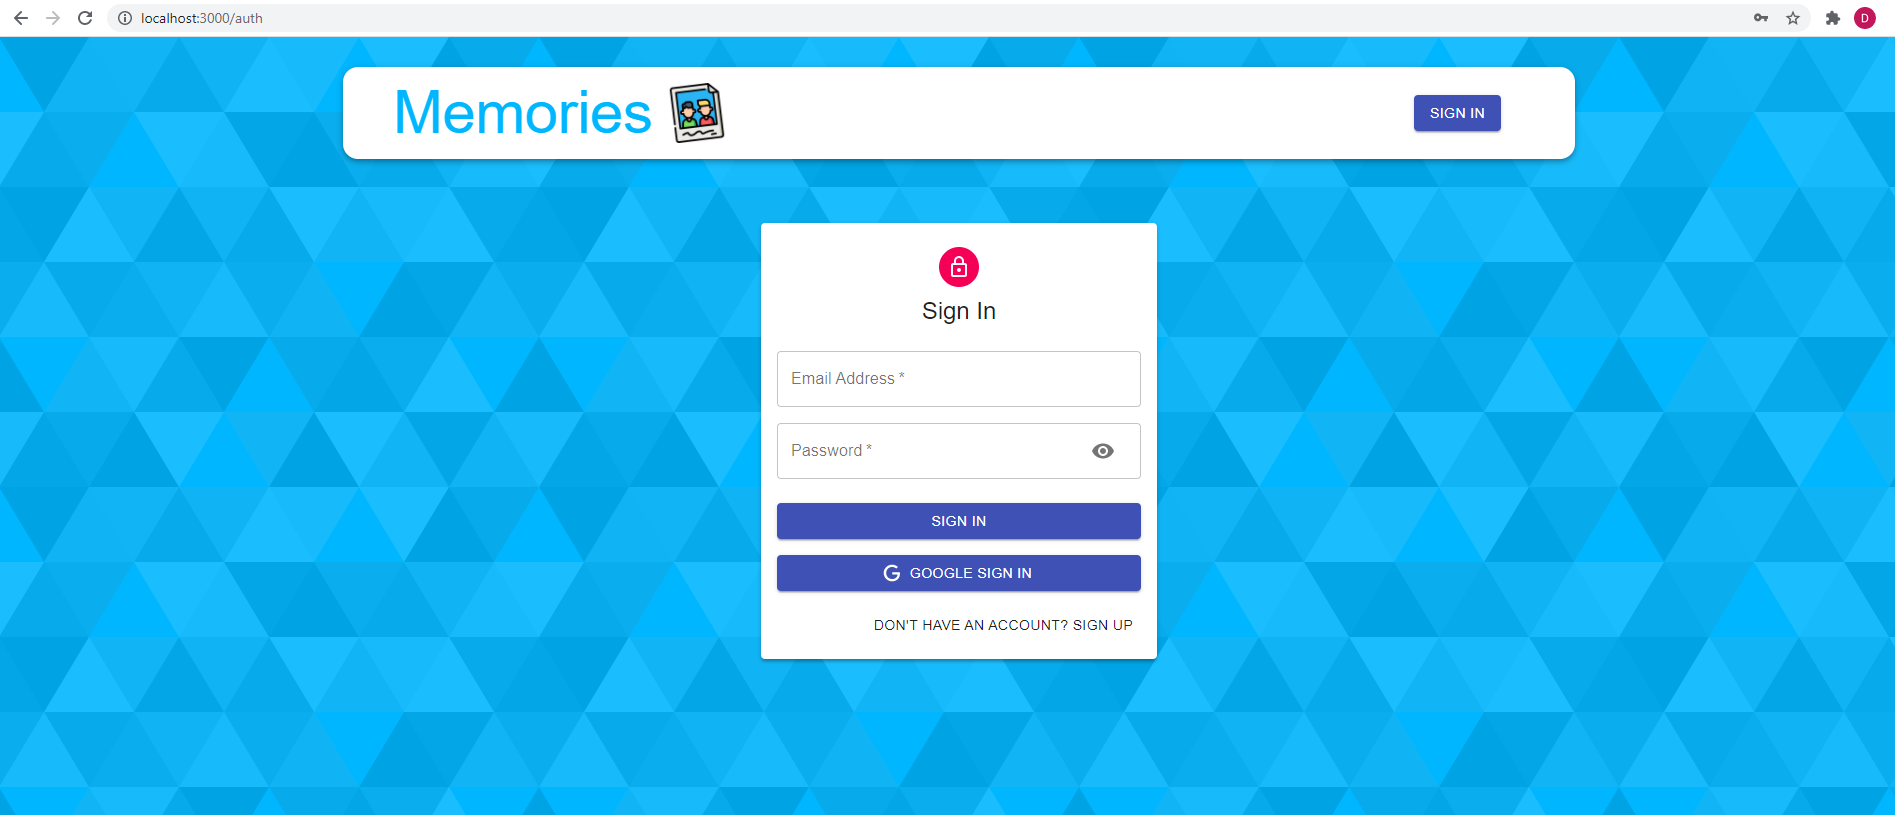 localhost:3000/auth
D
Memories
SIGN IN
Sign In
Email Address *
Password *
SIGN IN
G GOOGLE SIGN IN
DON'T HAVE AN ACCOUNT? SIGN UP